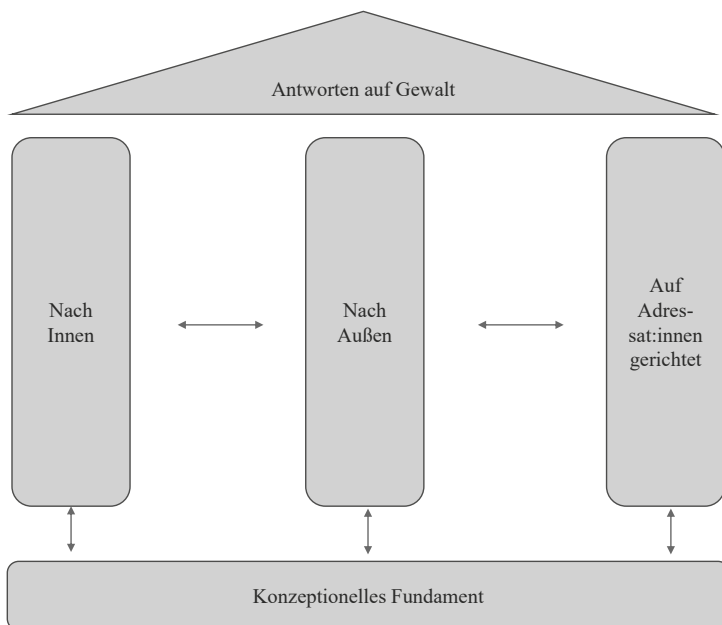 Antworten auf Gewalt
Nach
Innen
Nach
Außen
Auf
Adres-
sat:innen
gerichtet
Konzeptionelles Fundament